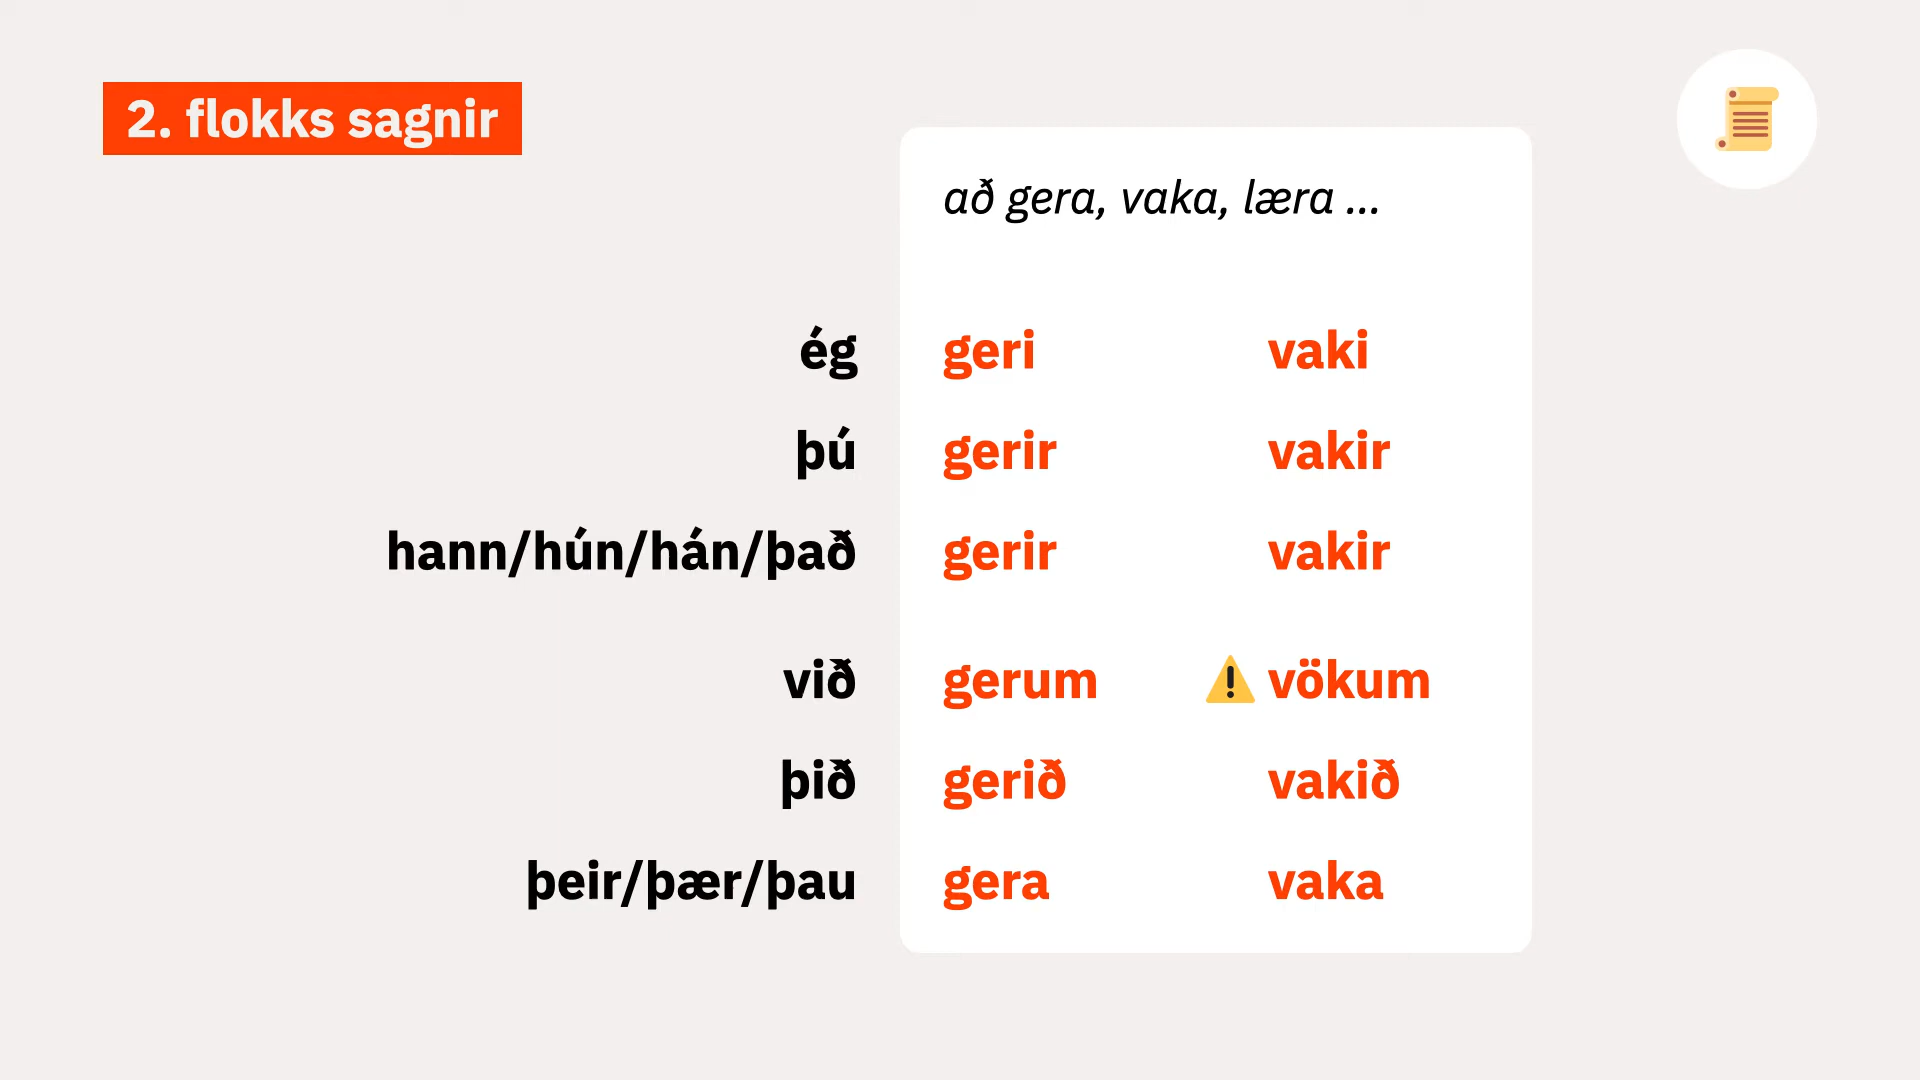 2. flokks sagnir
að gera, vaka, læra ...
ég geri vaki
þú gerir vakir
hann/hún/hán/það gerir vakir
við gerum vökum
þið gerið vakið
þeir/þær/þau gera vaka